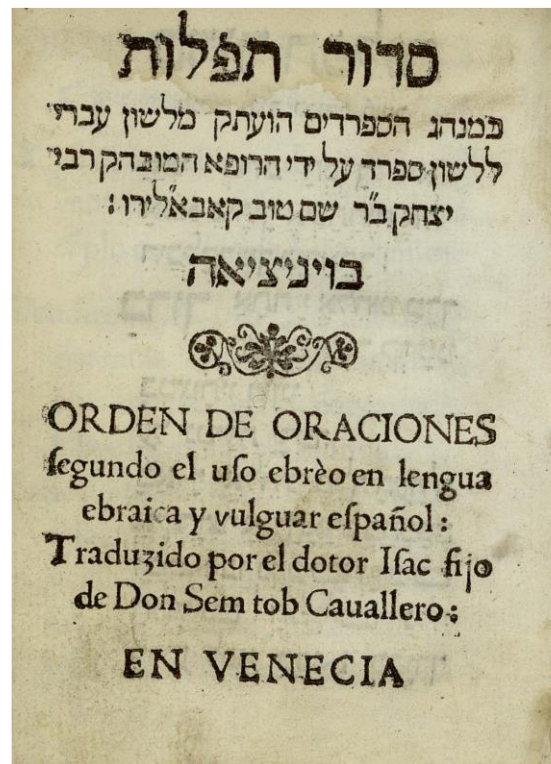 סדור תפלות
כמנהג הספרדים הועתק מלשון עברי
ללשון ספרד על ידי הרופא המובהק רבי
יצחק ב״ר שם טוב קאבאלירו :
בויניציאה
ORDEN DE ORACIONES
ſegundo el uſo ebrèo en lengua
ebraica y vulguar eſpañol :
Traduzido por el dotor Iſac fijo
de Don Sem tob Cauallero :
EN VENECIA